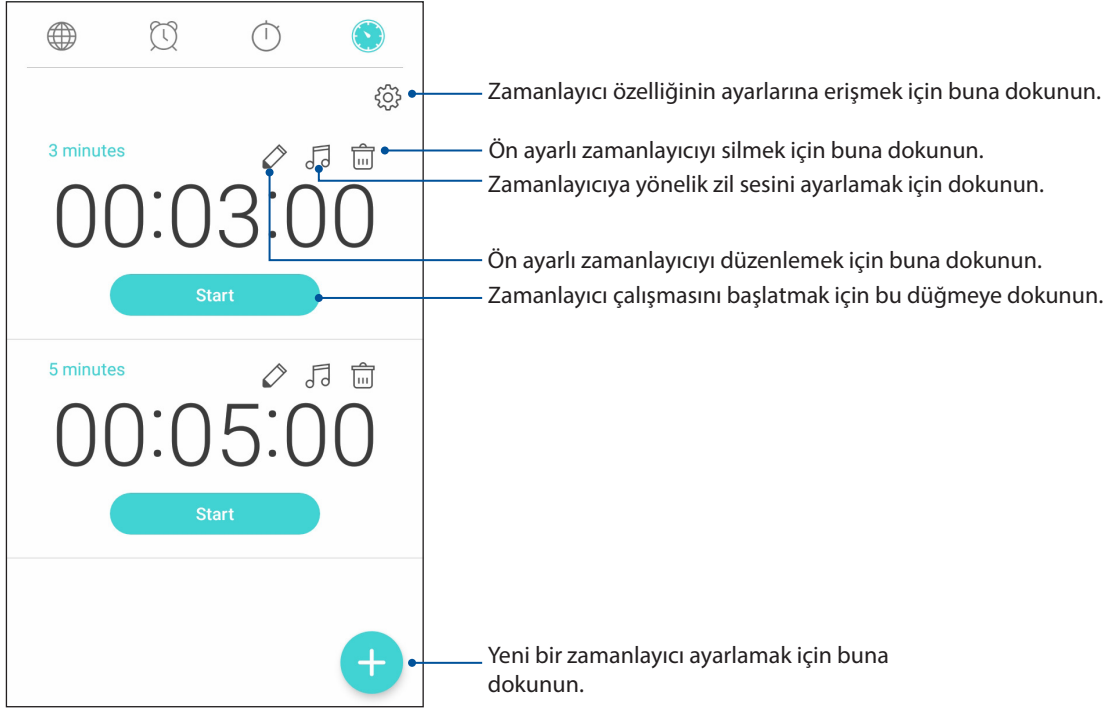 Zamanlayıcı özelliğinin ayarlarına erişmek için buna dokunun.
3 minutes
Ön ayarlı zamanlayıcıyı silmek için buna dokunun.
Zamanlayıcıya yönelik zil sesini ayarlamak için dokunun.
00:03:00
Ön ayarlı zamanlayıcıyı düzenlemek için buna dokunun.
Start
Zamanlayıcı çalışmasını başlatmak için bu düğmeye dokunun.
5 minutes
00:05:00
Start
Yeni bir zamanlayıcı ayarlamak için buna
dokunun.